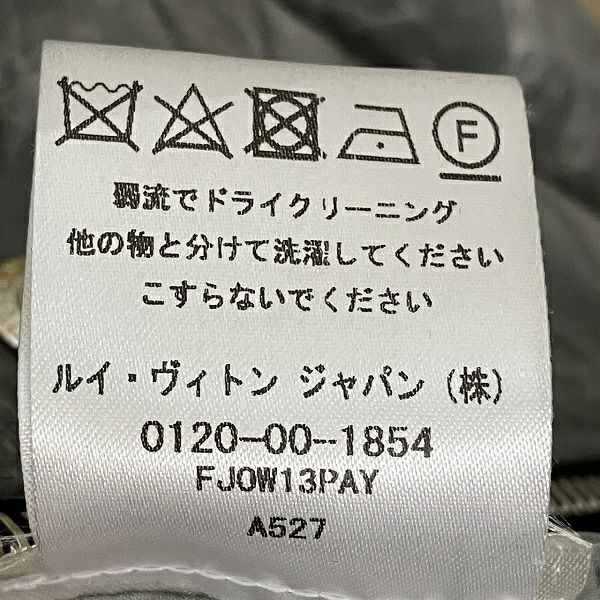 F
弱流でドライクリーニング
他の物と分けて洗濯してください
こすらないでください
ルイ・ヴィトン ジャパン (株)
0120-00-1854
FJOW13PAY
A527